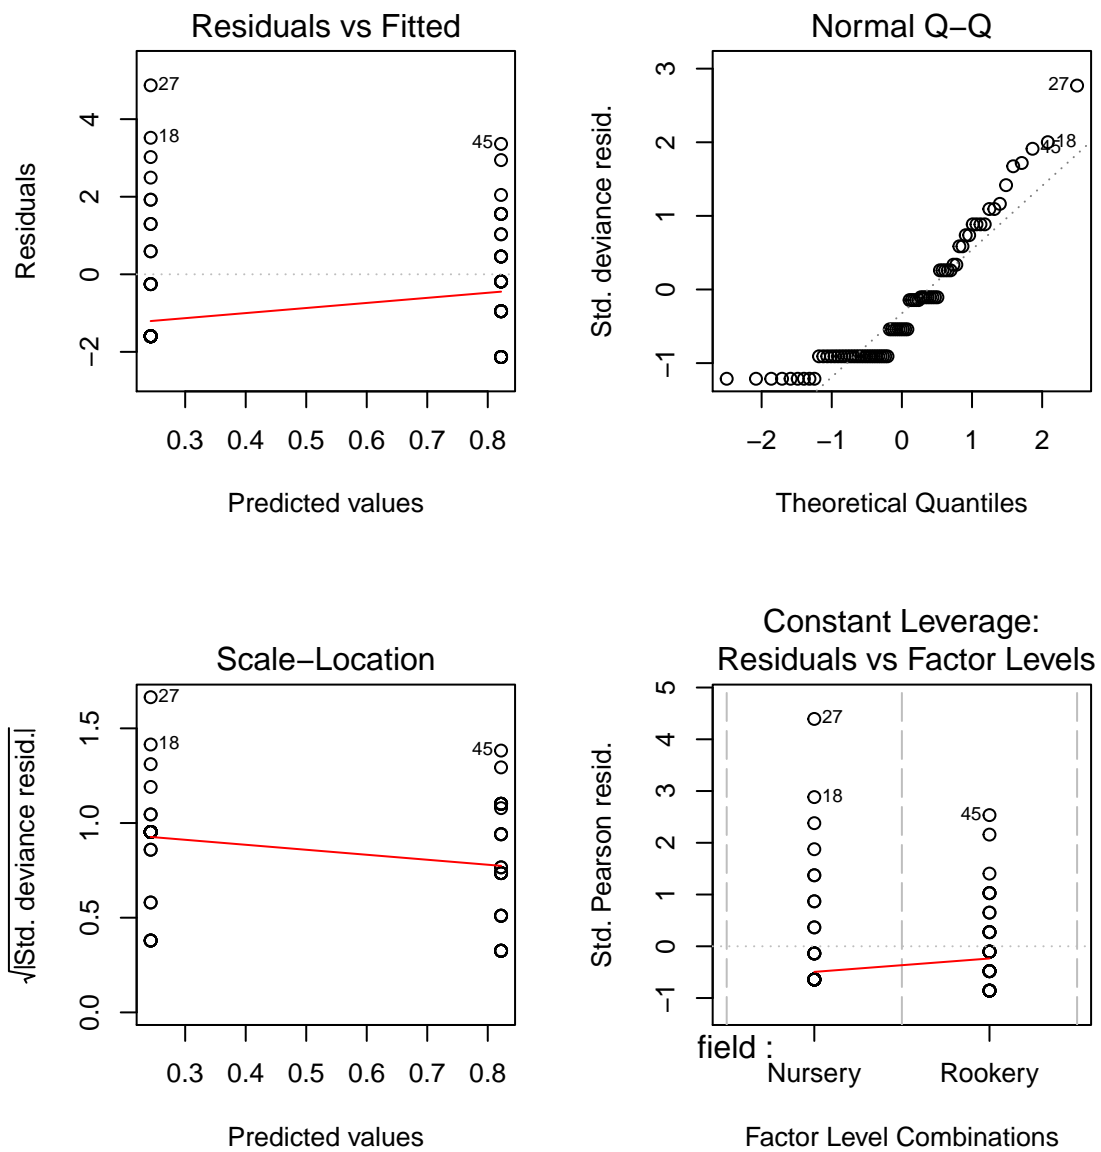 Residuals vs Fitted
Residuals
4
2
0
−2
27
18
45
0.3 0.4 0.5 0.6 0.7 0.8
Predicted values
Normal Q−Q
Std. deviance resid.
3
2
1
0
−1
27
45
18
−2 −1 0 1 2
Theoretical Quantiles
Scale−Location
√|Std. deviance resid.|
1.5
1.0
0.5
0.0
27
18
45
0.3 0.4 0.5 0.6 0.7 0.8
Predicted values
Constant Leverage:
Residuals vs Factor Levels
Std. Pearson resid.
5
4
3
2
1
0
−1
27
18
45
field :
Nursery Rookery
Factor Level Combinations